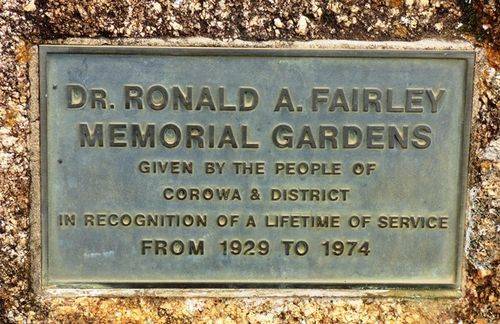 DR. RONALD A. FAIRLEY
MEMORIAL GARDENS
GIVEN BY THE PEOPLE OF
COROWA & DISTRICT
IN RECOGNITION OF A LIFETIME OF SERVICE
FROM 1929 TO 1974